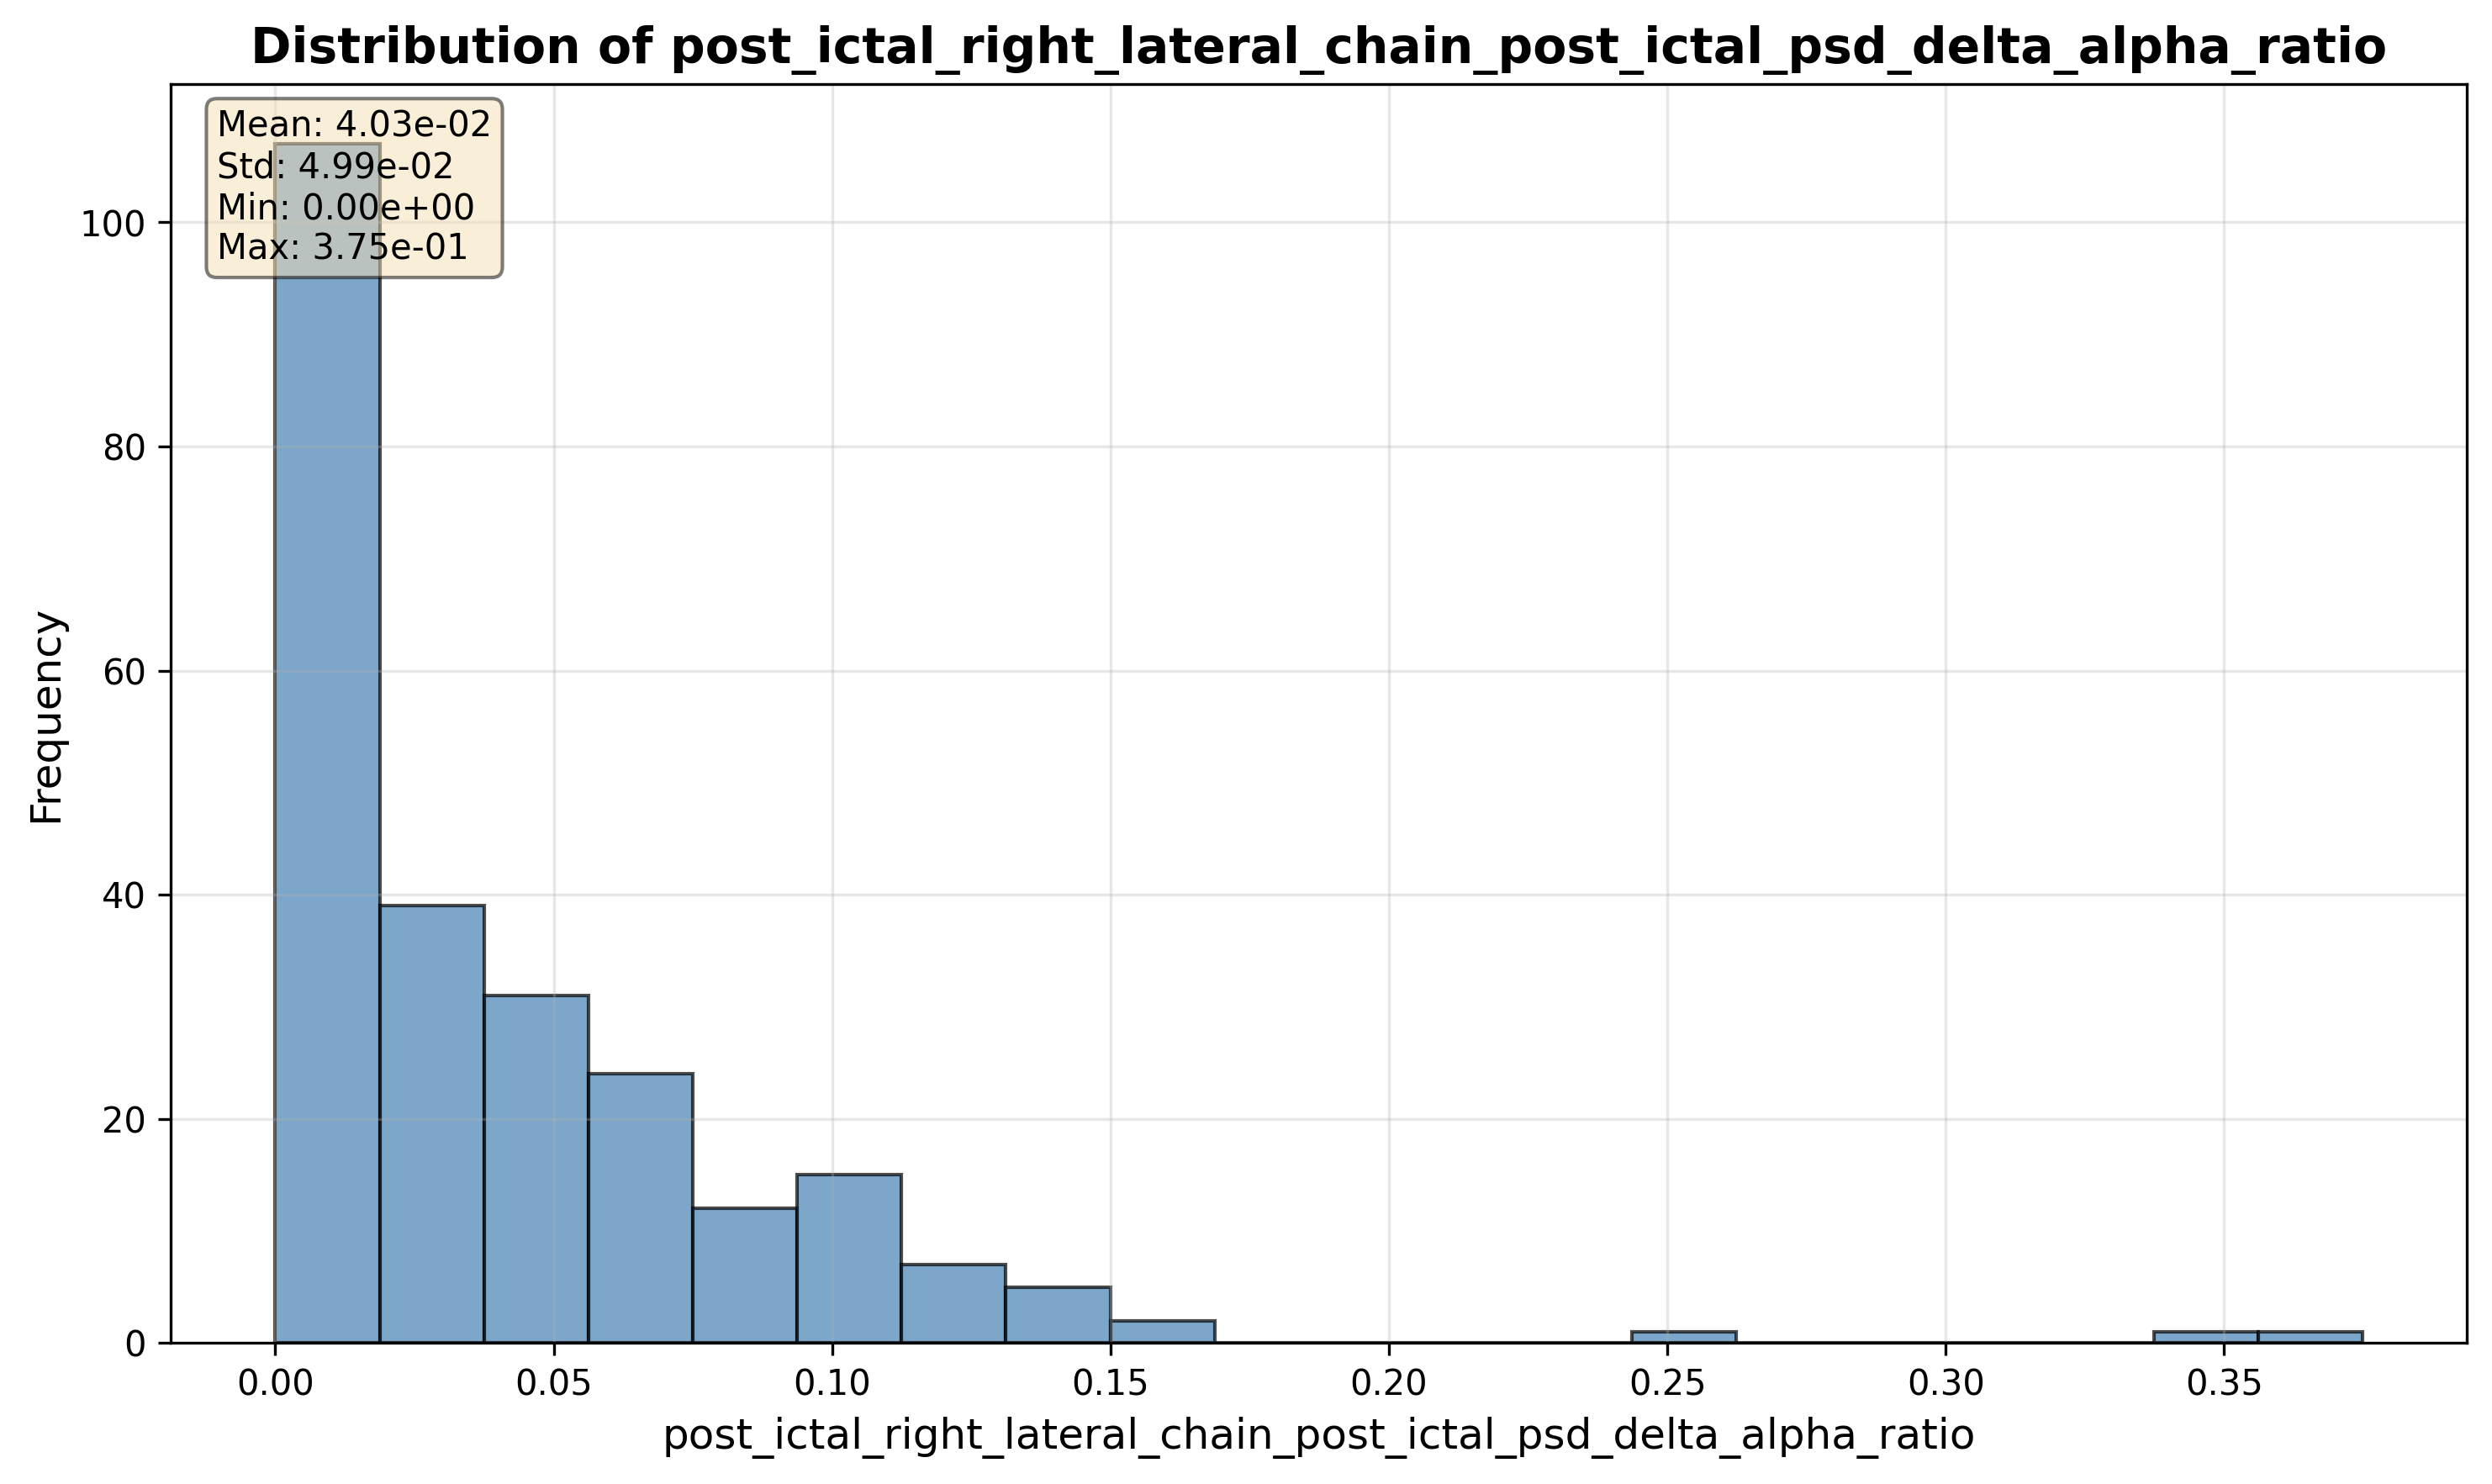 Distribution of post_ictal_right_lateral_chain_post_ictal_psd_delta_alpha_ratio
Mean: 4.03e-02
Std: 4.99e-02
Min: 0.00e+00
Max: 3.75e-01
100
80
60
40
20
0
Frequency
0.00 0.05 0.10 0.15 0.20 0.25 0.30 0.35
post_ictal_right_lateral_chain_post_ictal_psd_delta_alpha_ratio